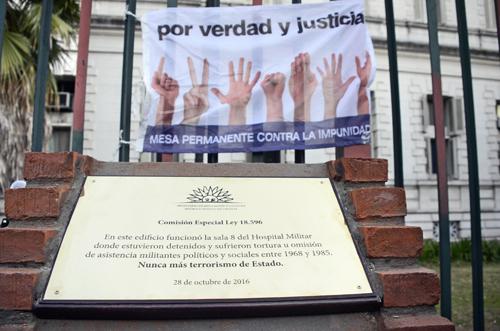 por verdad y justicia
MESA PERMANENTE CONTRA LA IMPUNIDAD
Comisión Especial Ley 18.596
En este edificio funcionó la sala 8 del Hospital Militar
donde estuvieron detenidos y sufrieron tortura u omisión
de asistencia militantes políticos y sociales entre 1968 y 1985.
Nunca más terrorismo de Estado.
28 de octubre de 2016